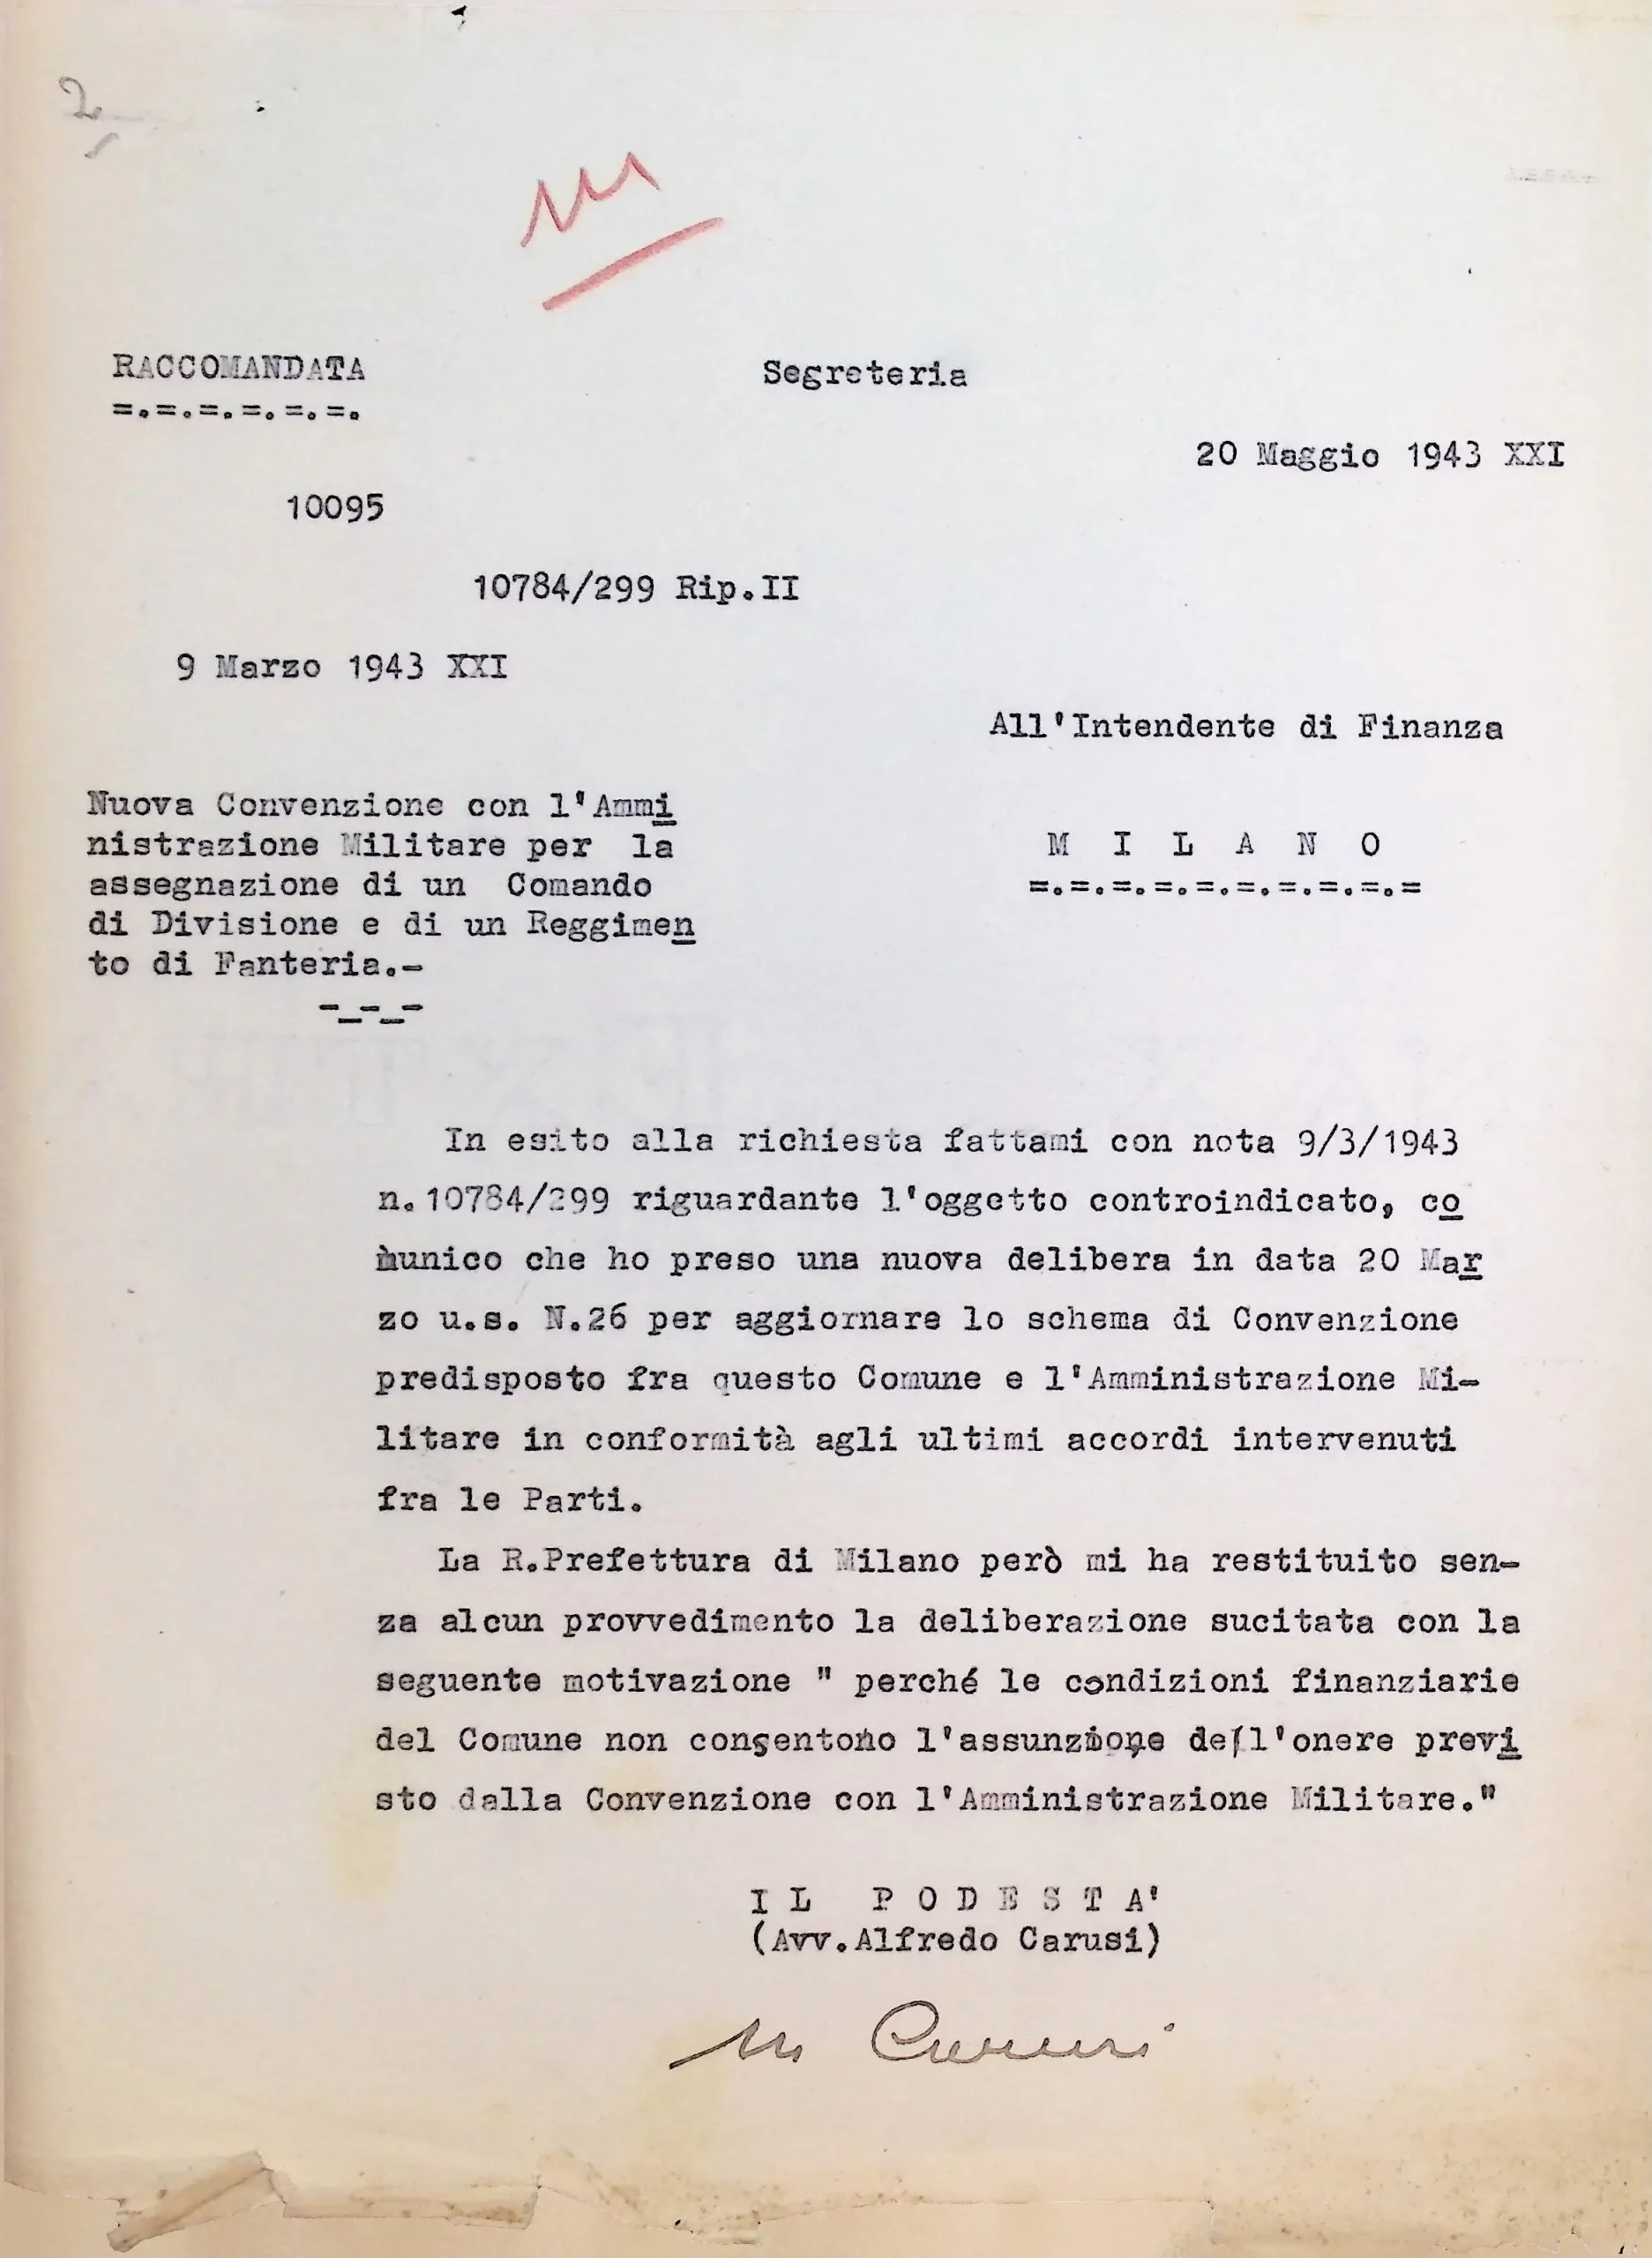 2
RACCOMANDATA
=.=.=.=.=.=.
Segreteria
20 Maggio 1943 XXI
10095
10784/299 Rip.II
9 Marzo 1943 XXI
All'Intendente di Finanza
Nuova Convenzione con l'Ammi
nistrazione Militare per la
assegnazione di un Comando
di Divisione e di un Reggimen
to di Fanteria.-
-_-_-
M I L A N O
=.=.=.=.=.=.=.=.=.=
In esito alla richiesta fattami con nota 9/3/1943
n.10784/299 riguardante l'oggetto controindicato, co
municо che ho preso una nuova delibera in data 20 Mar
zo u.s. N.26 per aggiornare lo schema di Convenzione
predisposto fra questo Comune e l'Amministrazione Mi-
litare in conformità agli ultimi accordi intervenuti
fra le Parti.
La R.Prefettura di Milano però mi ha restituito sen-
za alcun provvedimento la deliberazione sucitata con la
seguente motivazione " perché le condizioni finanziarie
del Comune non consentono l'assunzione dell'onere previ
sto dalla Convenzione con l'Amministrazione Militare."
IL PODESTA'
(Avv.Alfredo Carusi)
Carusi